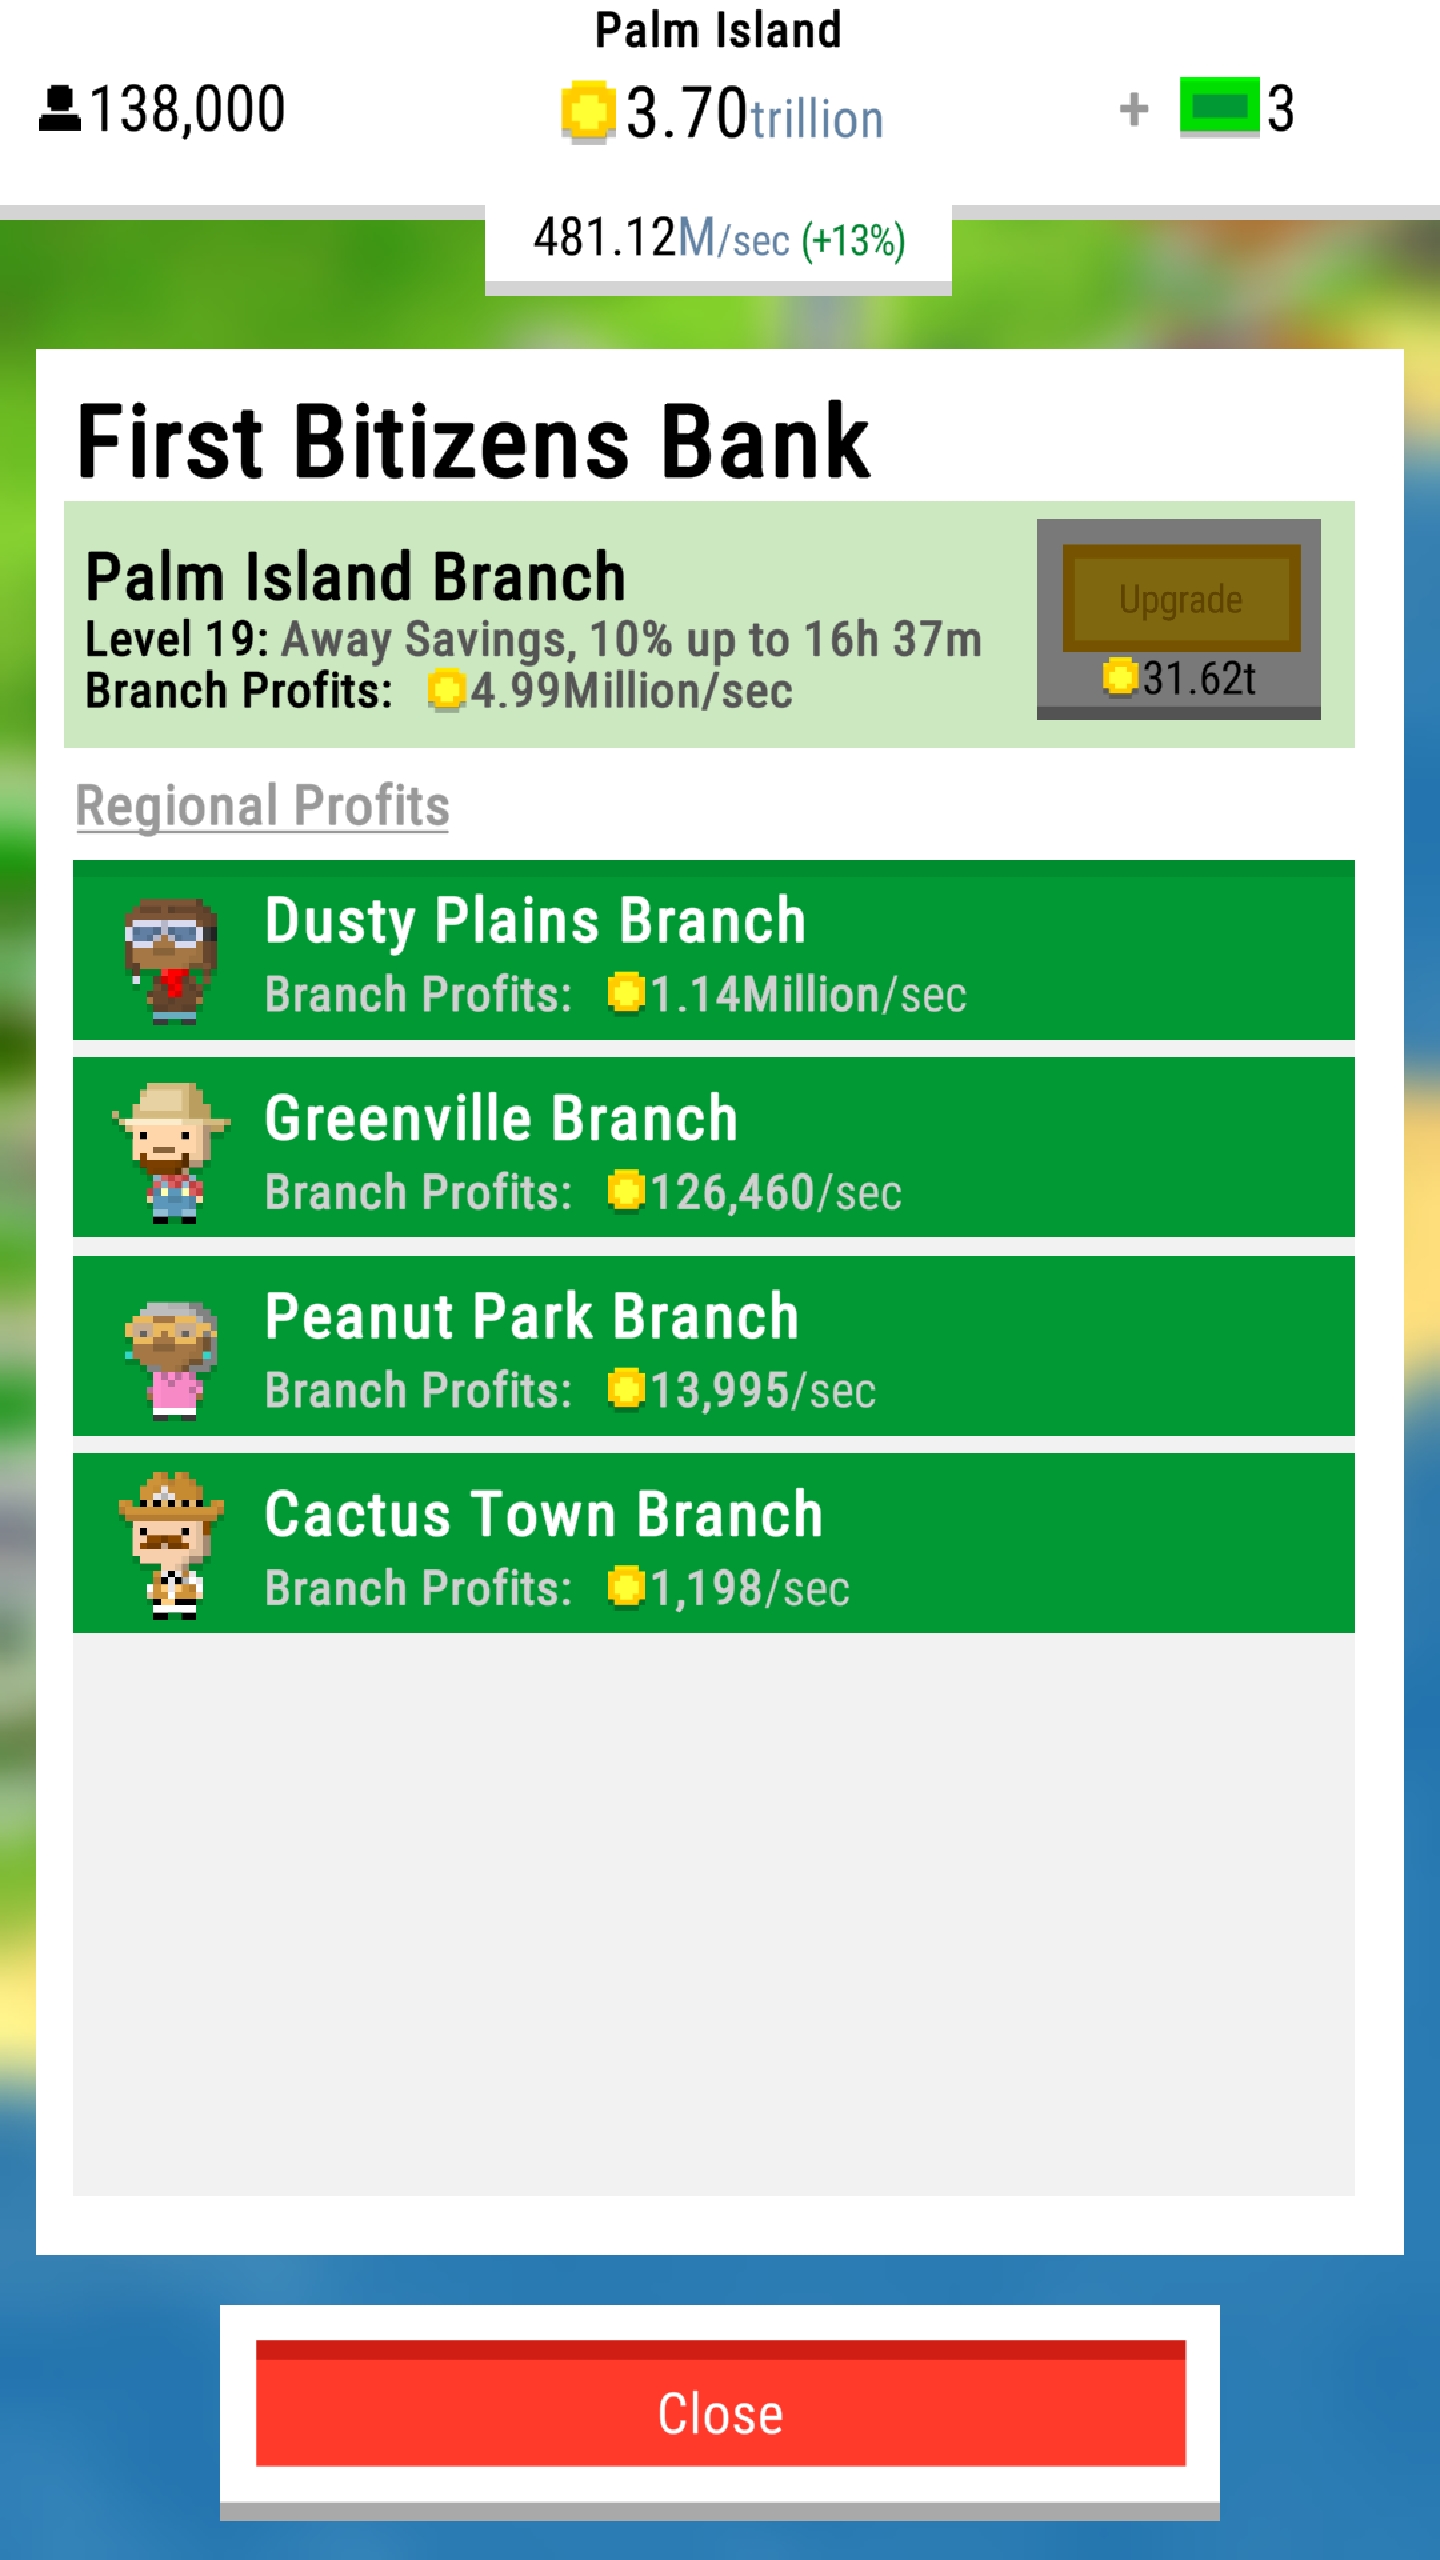 Palm Island
138,000
3.70trillion
+ 3
481.12M/sec (+13%)
First Bitizens Bank
Palm Island Branch
Level 19: Away Savings, 10% up to 16h 37m
Branch Profits: 4.99Million/sec
Upgrade
31.62t
Regional Profits
Dusty Plains Branch
Branch Profits: 1.14Million/sec
Greenville Branch
Branch Profits: 126,460/sec
Peanut Park Branch
Branch Profits: 13,995/sec
Cactus Town Branch
Branch Profits: 1,198/sec
Close